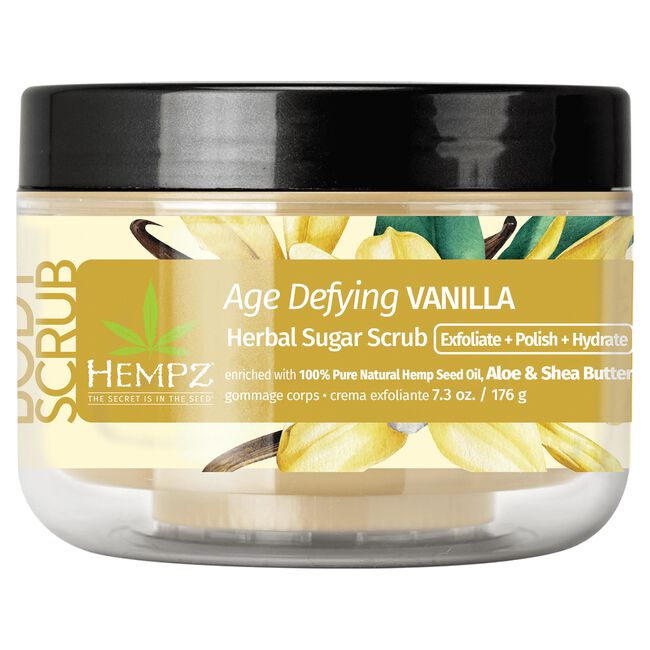 BODY
SCRUB
HEMPZ
THE SECRET IS IN THE SEED
Age Defying VANILLA
Herbal Sugar Scrub Exfoliate + Polish + Hydrate
enriched with 100% Pure Natural Hemp Seed Oil, Aloe & Shea Butter
gommage corps • crema exfoliante 7.3 oz. / 176 g